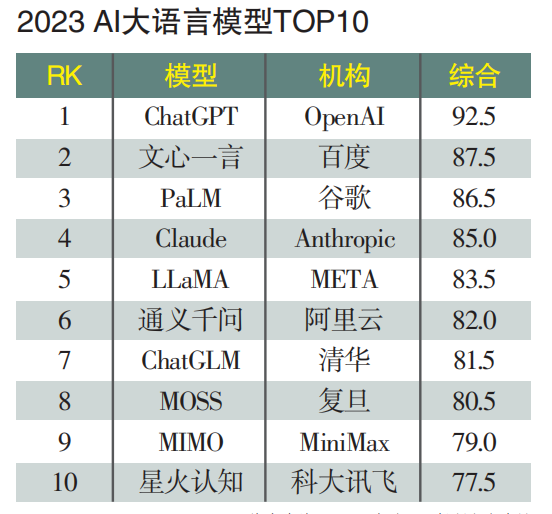 2023 AI大语言模型TOP10
RK 模型 机构 综合
1 ChatGPT OpenAI 92.5
2 文心一言 百度 87.5
3 PaLM 谷歌 86.5
4 Claude Anthropic 85.0
5 LLaMA META 83.5
6 通义千问 阿里云 82.0
7 ChatGLM 清华 81.5
8 MOSS 复旦 80.5
9 MIMO MiniMax 79.0
10 星火认知 科大讯飞 77.5